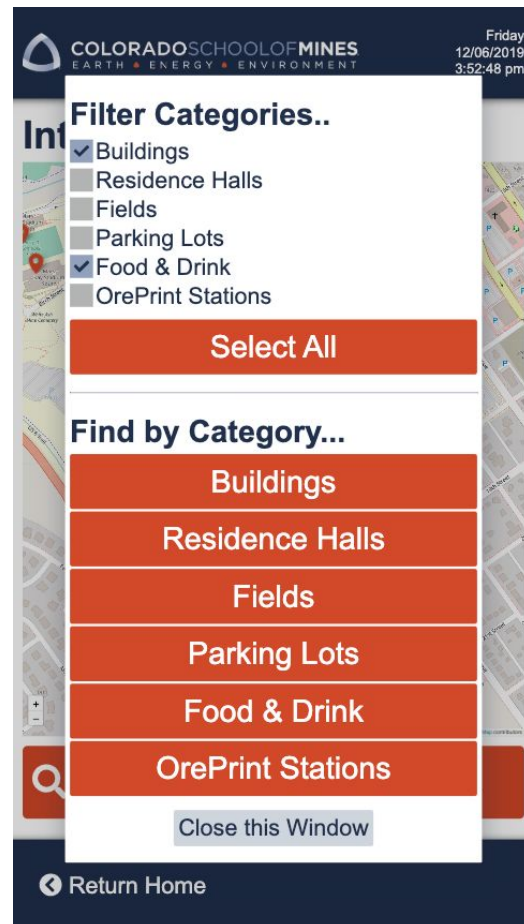 COLORADOSCHOOLOFMINES
EARTH • ENERGY • ENVIRONMENT
Friday
12/06/2019
3:52:48 pm
Int
Filter Categories..
Buildings
Residence Halls
Fields
Parking Lots
Food & Drink
OrePrint Stations
Select All
Find by Category...
Buildings
Residence Halls
Fields
Parking Lots
Food & Drink
OrePrint Stations
+
−
Close this Window
Return Home